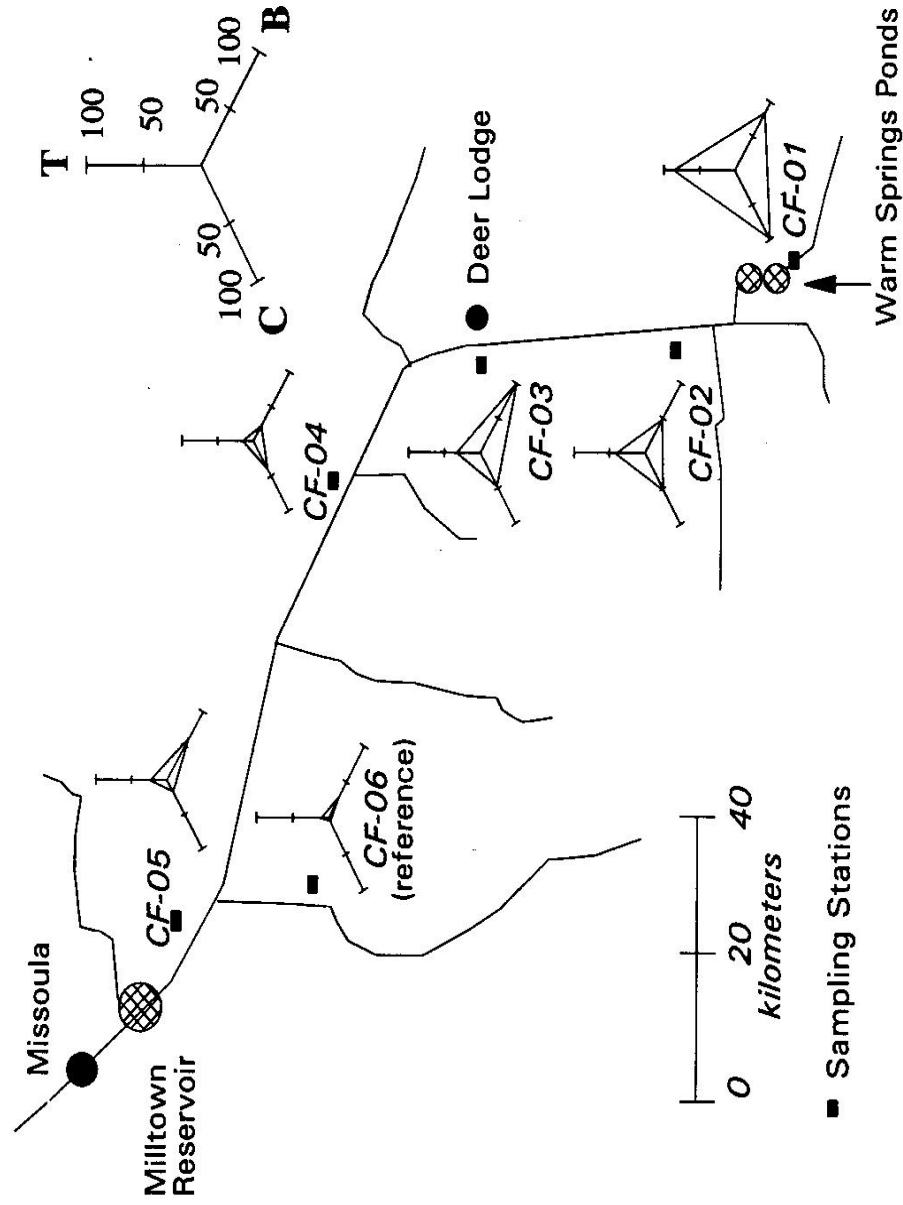 T
100
50
50
100
B
50
100
C
Missoula
Milltown
Reservoir
CF-05
CF-06
(reference)
CF-04
CF-03
CF-02
CF-01
Deer Lodge
Warm Springs Ponds
0 20 40
kilometers
Sampling Stations